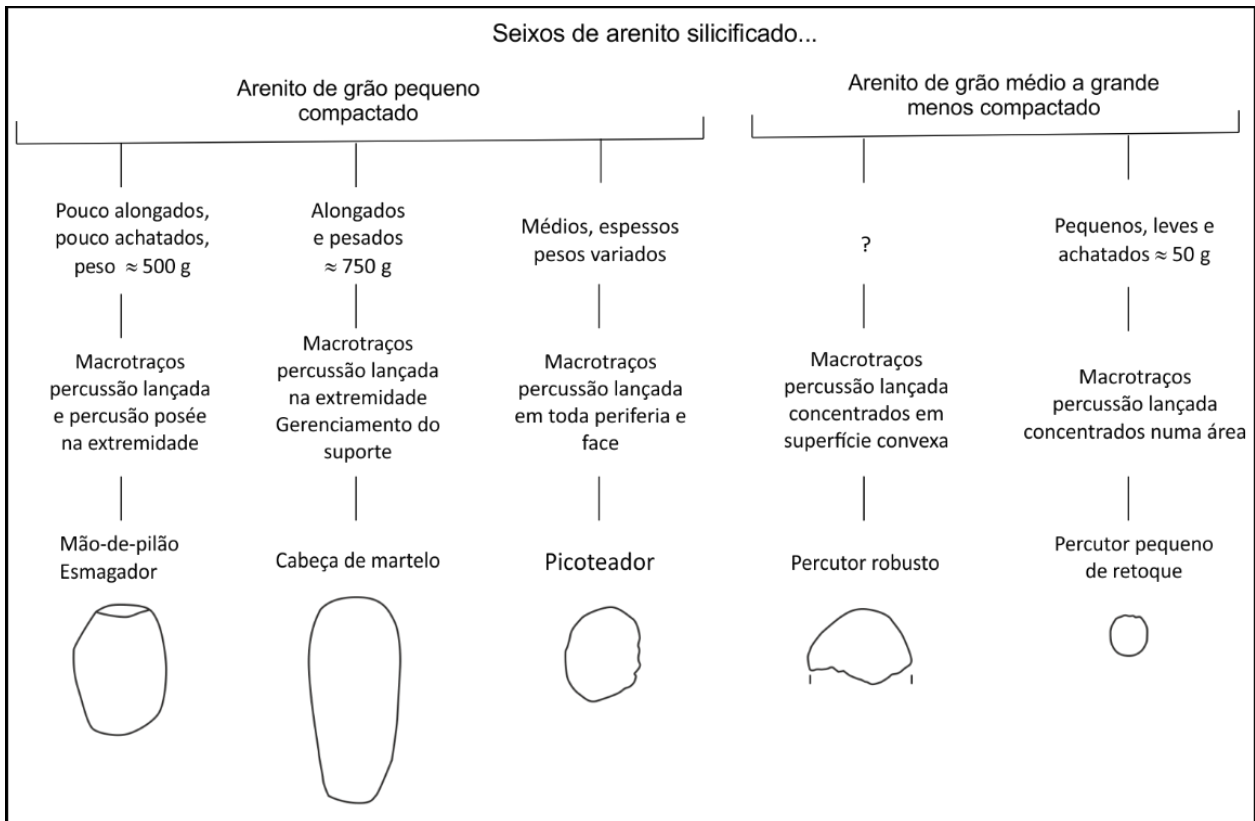 Seixos de arenito silicificado...
Arenito de grão pequeno
compactado
Arenito de grão médio a grande
menos compactado
Pouco alongados,
pouco achatados,
peso ≈ 500 g
Alongados
e pesados
≈ 750 g
Médios, espessos
pesos variados
?
Pequenos, leves e
achatados ≈ 50 g
Macrotraços
percussão lançada
e percusão posée
na extremidade
Macrotraços
percussão lançada
na extremidade
Gerenciamento do
suporte
Macrotraços
percussão lançada
em toda periferia e
face
Macrotraços
percussão lançada
concentrados em
superfície convexa
Macrotraços
percussão lançada
concentrados numa área
Mão-de-pilão
Esmagador
Cabeça de martelo
Picoteador
Percutor robusto
Percutor pequeno
de retoque